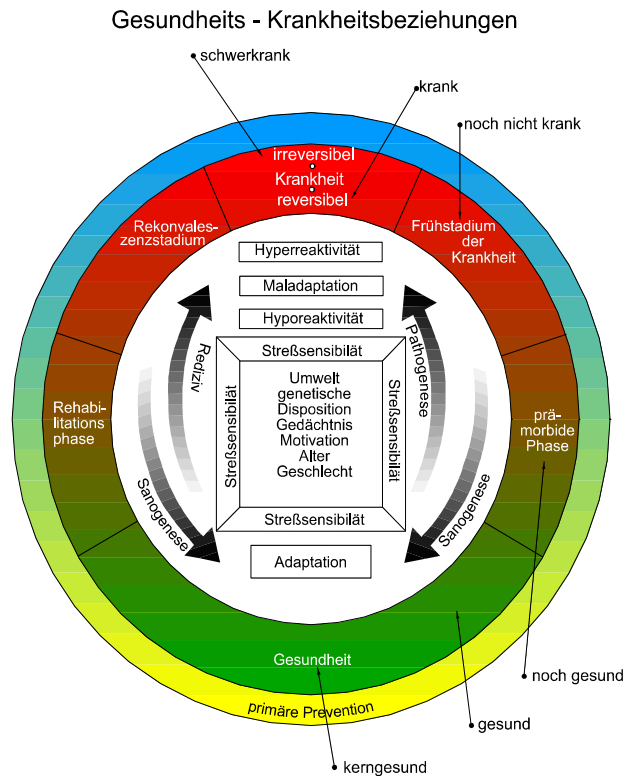 Gesundheits - Krankheitsbeziehungen
schwerkrank
krank
noch nicht krank
irreversibel
Krankheit
reversibel
Rekonvales-
szenzstadium
Frühstadium
der
Krankheit
Hyperreaktivität
Maladaptation
Hyporeaktivität
Rediziv
Pathogenese
Streßsensibilät
Streßsensibilät
Umwelt
genetische
Disposition
Gedächtnis
Motivation
Alter
Geschlecht
Streßsensibilät
Streßsensibilät
Rehabi-
litations
phase
prä-
morbide
Phase
Sanogenese
Sanogenese
Adaptation
Gesundheit
primäre Prevention
noch gesund
gesund
kerngesund